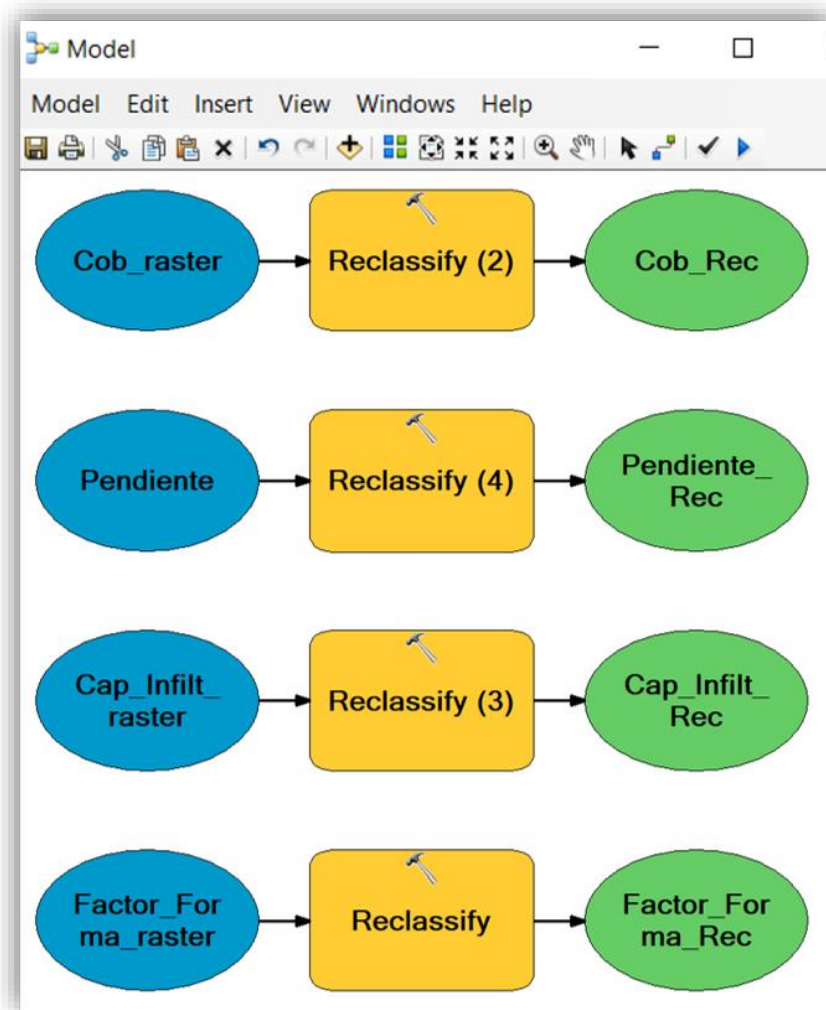 Model
Model Edit Insert View Windows Help
Cob_raster
Reclassify (2)
Cob_Rec
Pendiente
Reclassify (4)
Pendiente_
Rec
Cap_Infilt_
raster
Reclassify (3)
Cap_Infilt_
Rec
Factor_For
ma_raster
Reclassify
Factor_For
ma_Rec